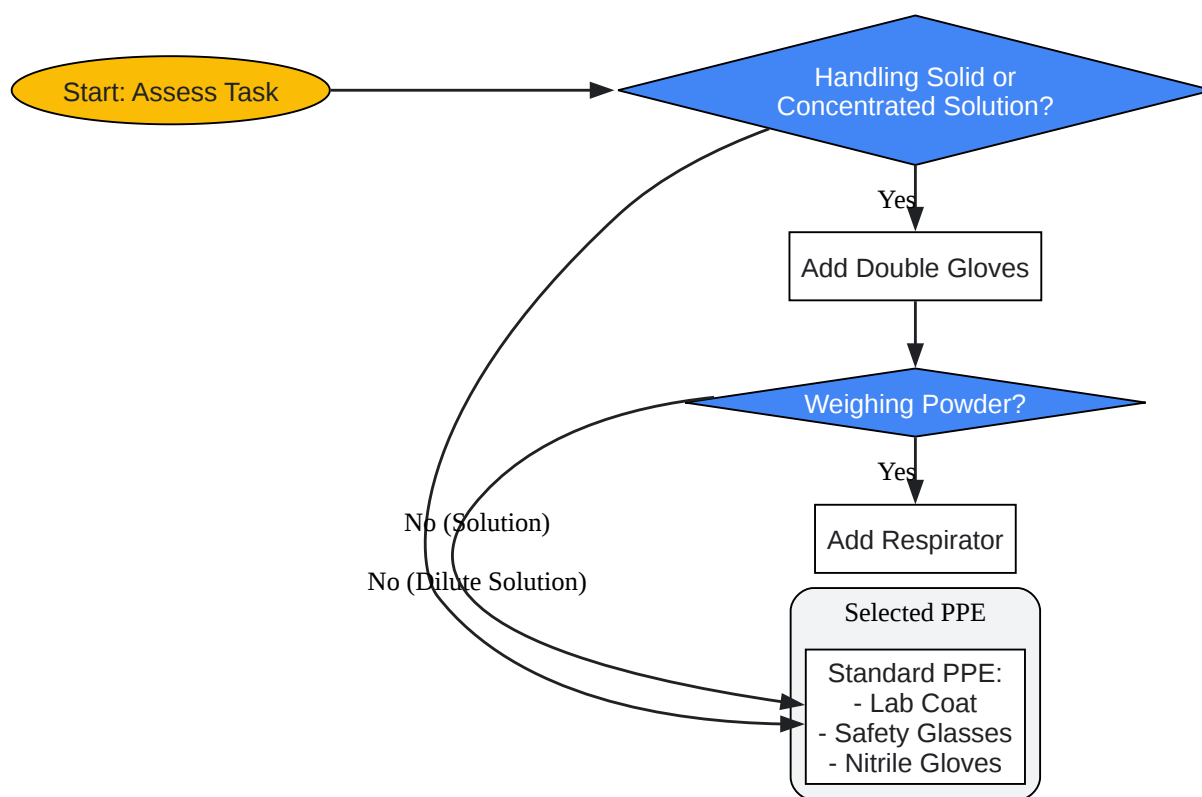 Start: Assess Task
Handling Solid or
Concentrated Solution?
Yes
Add Double Gloves
Weighing Powder?
Yes
No (Solution)
Add Respirator
No (Dilute Solution)
Selected PPE
Standard PPE:
- Lab Coat
- Safety Glasses
- Nitrile Gloves